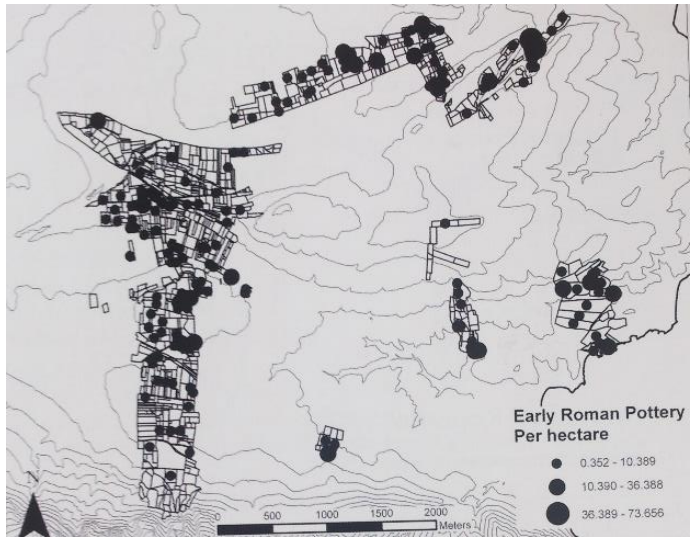 Early Roman Pottery
Per hectare
0.352 - 10.389
10.390 - 36.388
36.389 - 73.656
N
0 500 1000 1500 2000
Meters